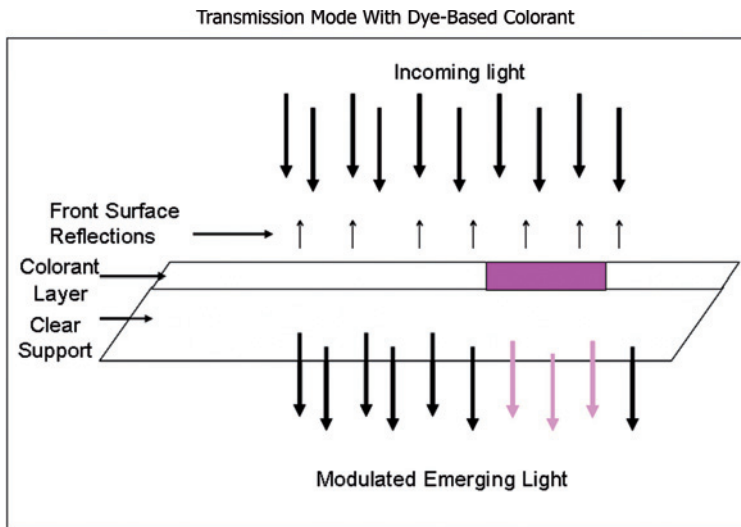 Transmission Mode With Dye-Based Colorant
Incoming light
Front Surface
Reflections
Colorant
Layer
Clear
Support
Modulated Emerging Light